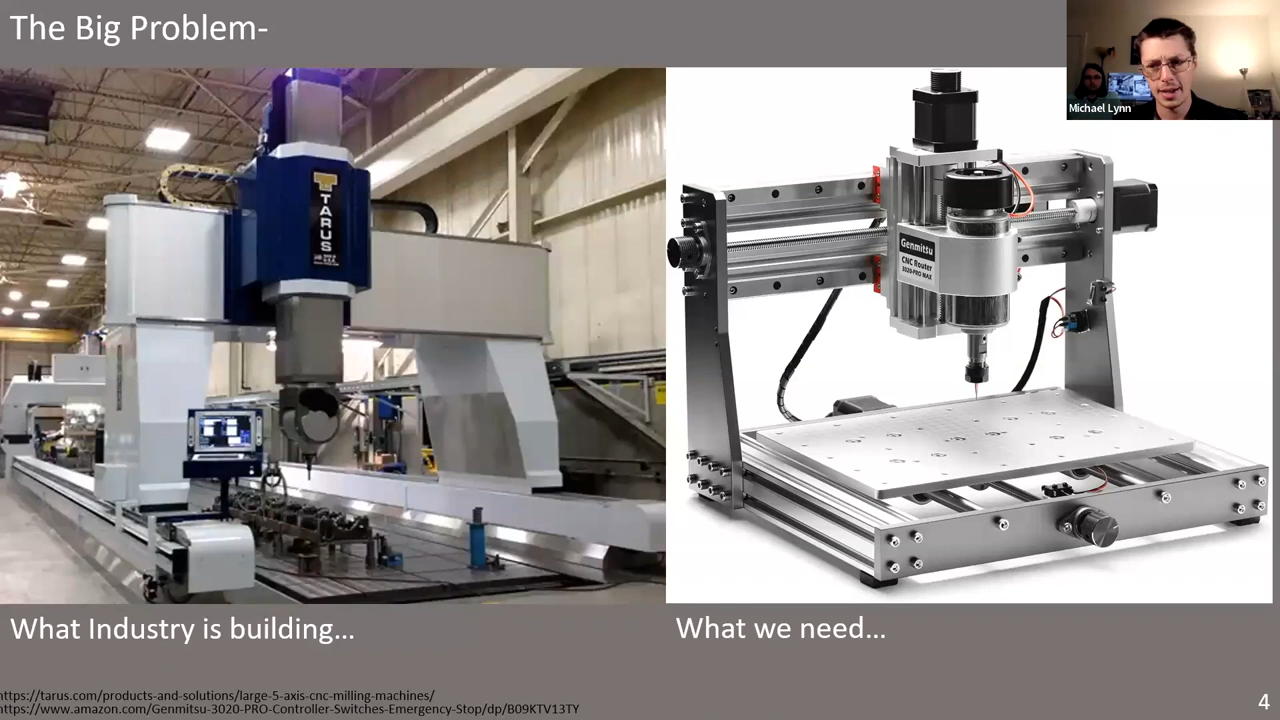 The Big Problem-
Michael Lynn
TARUS
Genmitsu
CNC Router
3020-PRO MAX
What Industry is building...
What we need...
https://tarus.com/products-and-solutions/large-5-axis-cnc-milling-machines/
https://www.amazon.com/Genmitsu-3020-PRO-Controller-Switches-Emergency-Stop/dp/B09KTV13TY
4